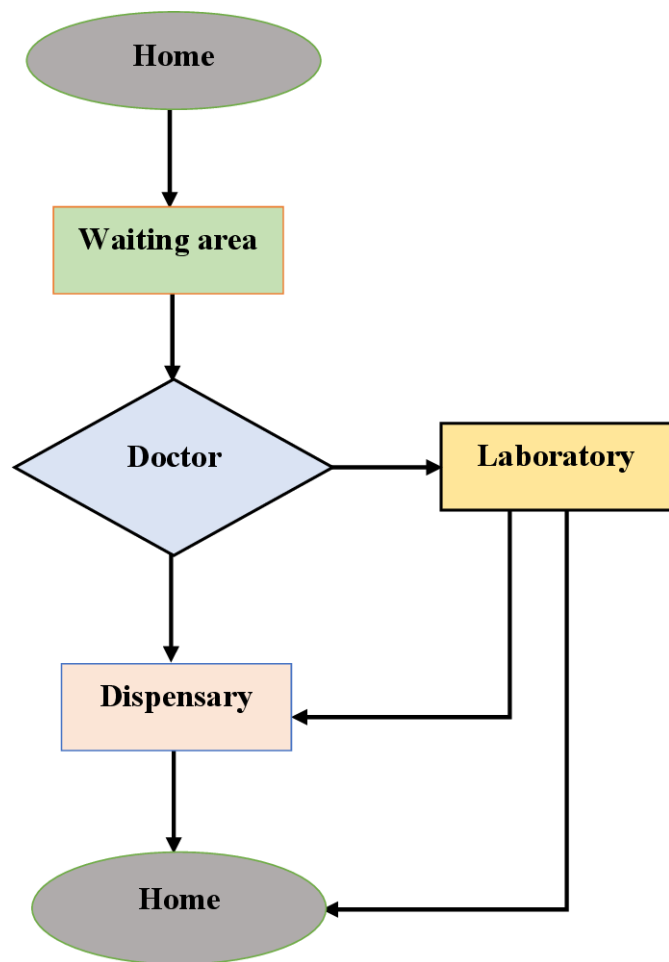 Home
Waiting area
Doctor
Laboratory
Dispensary
Home